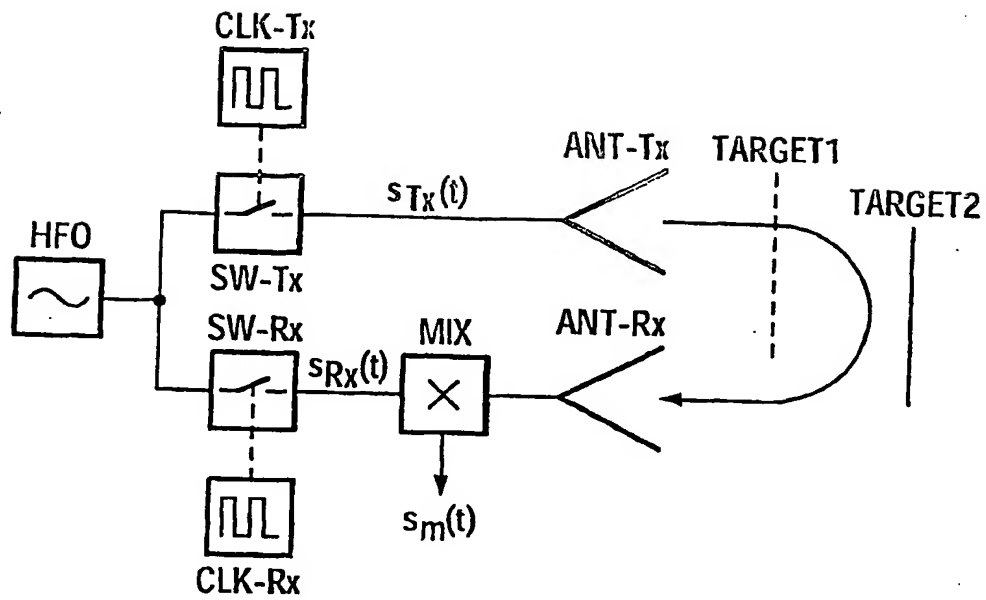 CLK-Tx
ANT-Tx
TARGET1
TARGET2
sTx(t)
HFO
SW-Tx
SW-Rx
MIX
ANT-Rx
sRx(t)
sm(t)
CLK-Rx